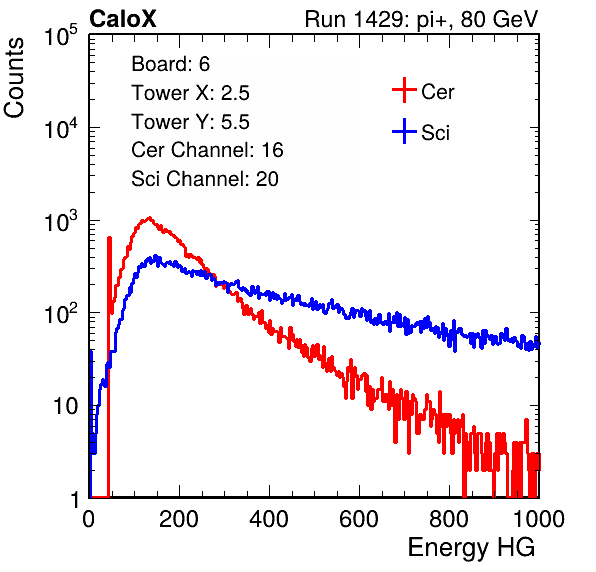 CaloX Run 1429: pi+, 80 GeV
Board: 6
Tower X: 2.5
Tower Y: 5.5
Cer Channel: 16
Sci Channel: 20
Cer
Sci
Counts
10^5
10^4
10^3
10^2
10
1
0 200 400 600 800 1000
Energy HG